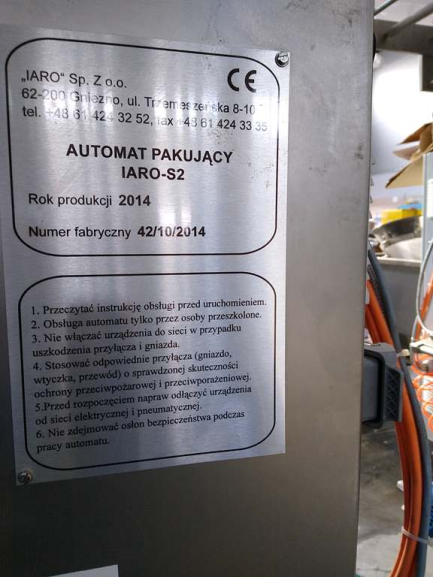 „IARO” Sp. Z o.o.
CE
62-200 Gniezno, ul. Trzemeszeńska 8-10
tel. +48 61 424 32 52, fax +48 61 424 33 35
AUTOMAT PAKUJĄCY
IARO-S2
Rok produkcji 2014
Numer fabryczny 42/10/2014
1. Przeczytać instrukcję obsługi przed uruchomieniem.
2. Obsługa automatu tylko przez osoby przeszkolone.
3. Nie włączać urządzenia do sieci w przypadku
uszkodzenia przyłącza i gniazda.
4. Stosować odpowiednie przyłącza (gniazdo,
wtyczka, przewód) o sprawdzonej skuteczności
ochrony przeciwpożarowej i przeciwporażeniowej.
5.Przed rozpoczęciem napraw odłączyć urządzenia
od sieci elektrycznej i pneumatycznej.
6. Nie zdejmować osłon bezpieczeństwa podczas
pracy automatu.